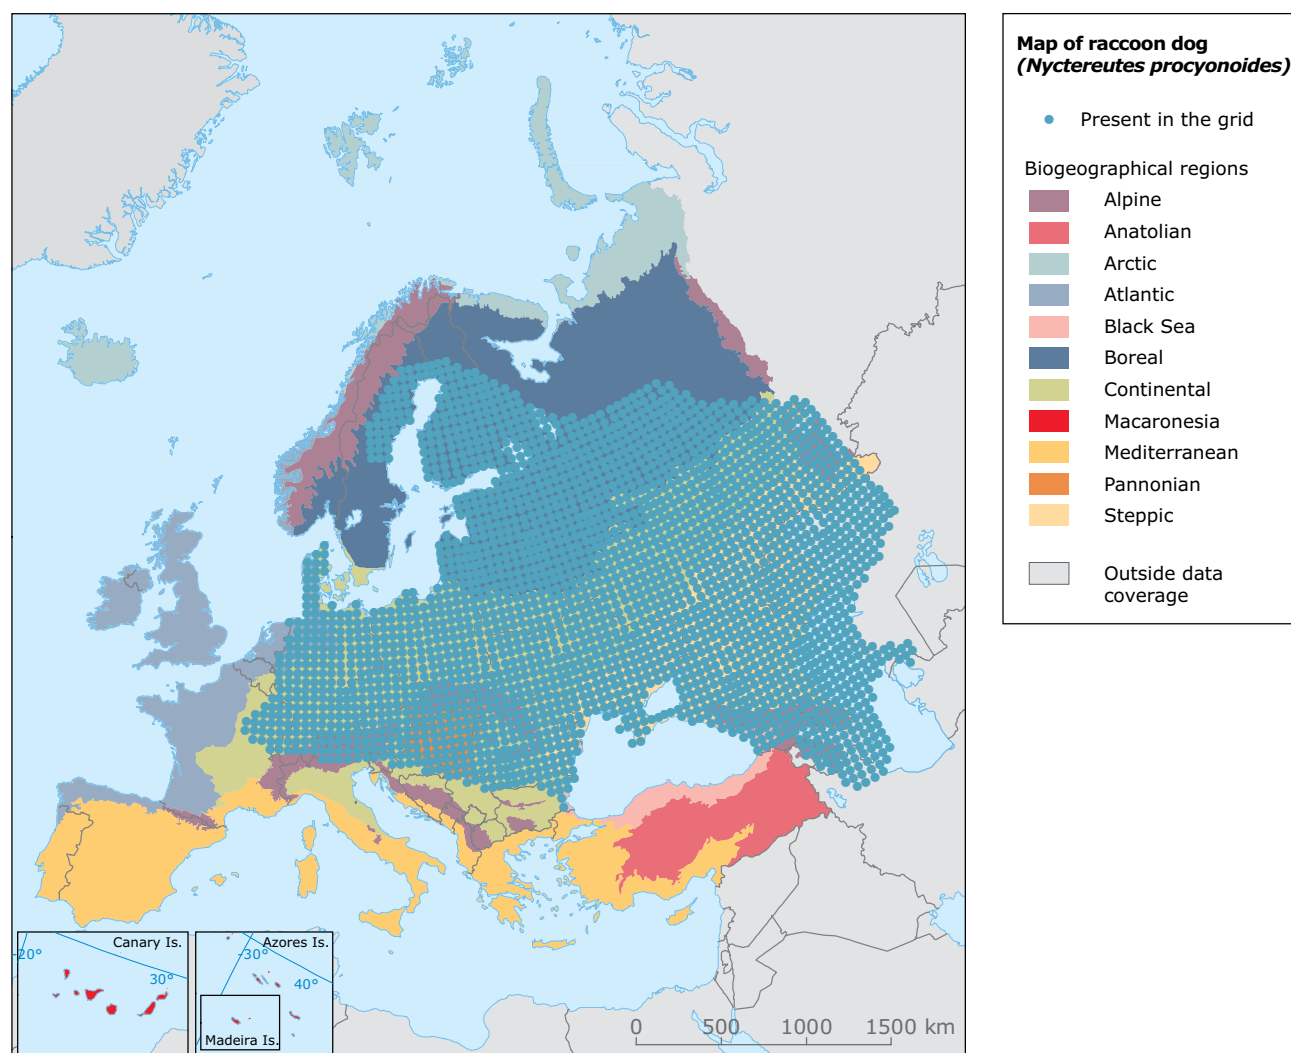 Map of raccoon dog
(Nyctereutes procyonoides)
Present in the grid
Biogeographical regions
Alpine
Anatolian
Arctic
Atlantic
Black Sea
Boreal
Continental
Macaronesia
Mediterranean
Pannonian
Steppic
Outside data
coverage
Canary Is.
-20°
30°
Azores Is.
-30°
40°
Madeira Is.
0 500 1000 1500 km